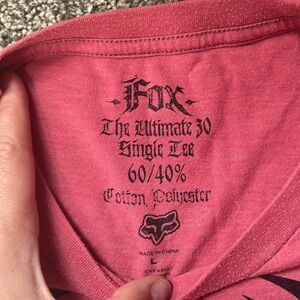 Fox
The Ultimate 30
Single Tee
60/40%
Cotton/Polyester
MADE IN CHINA
L